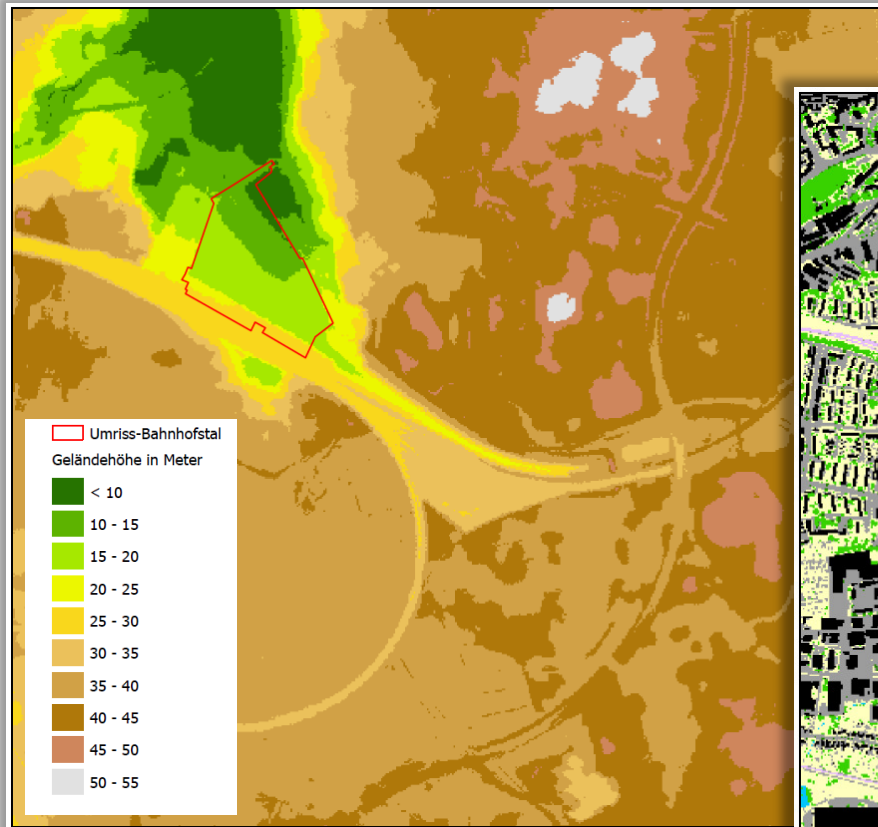 Umriss-Bahnhofstal
Geländehöhe in Meter
< 10
10 - 15
15 - 20
20 - 25
25 - 30
30 - 35
35 - 40
40 - 45
45 - 50
50 - 55